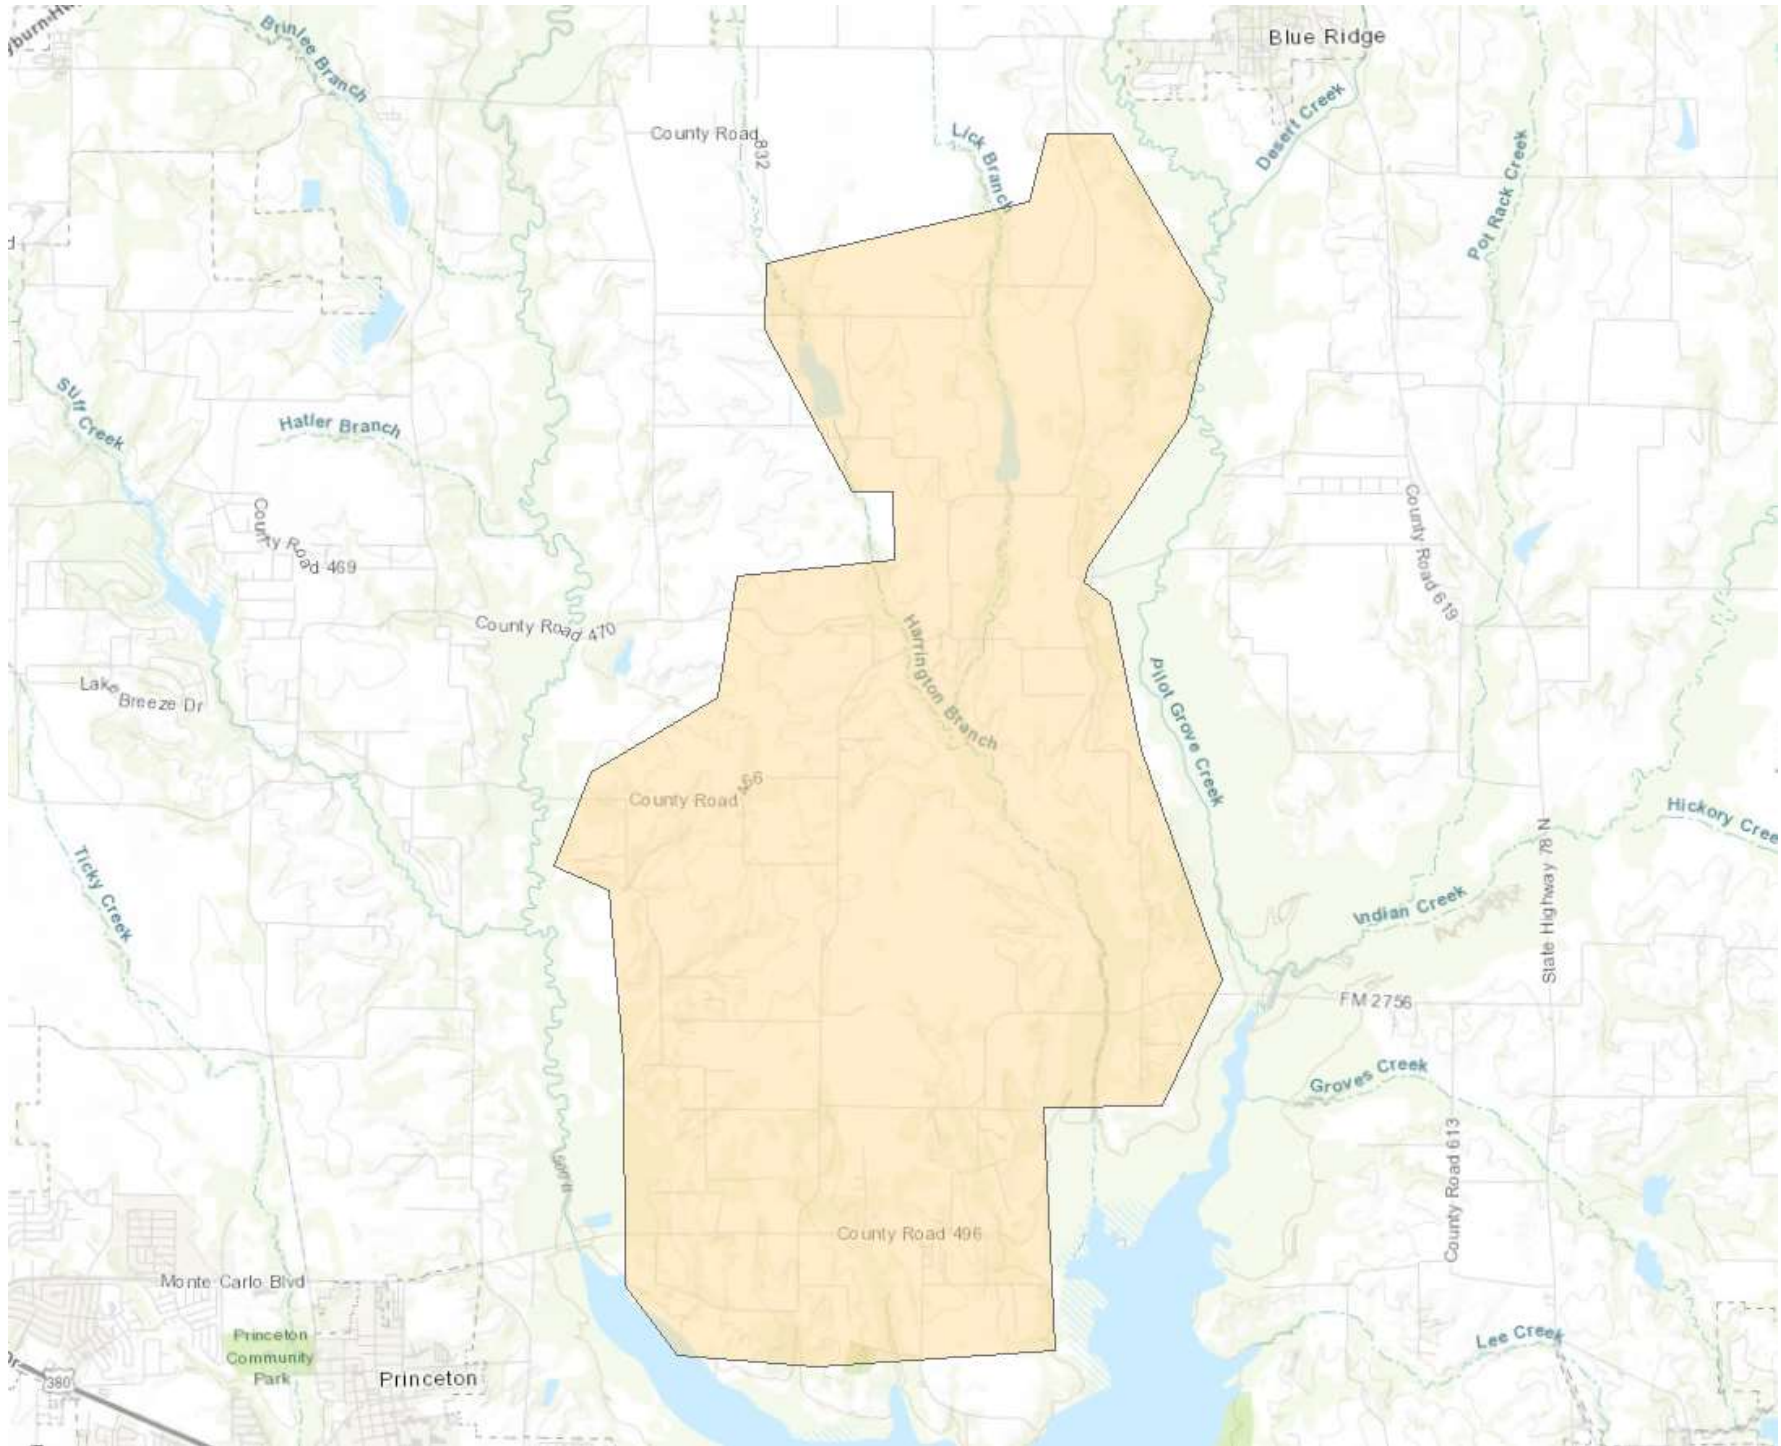 yburn-H
Brinlee Branch
Blue Ridge
Desert Creek
County Road 832
Lick Branch
Pot Rack Creek
Stiff Creek
Hatler Branch
County Road 469
County Road 619
County Road 470
Harrington Branch
Lake Breeze Dr
Pilot Grove Creek
County Road 466
Hickory Cree
Ticky Creek
Indian Creek
State Highway 78 N
FM 2756
Groves Creek
County Road 613
County Road 496
Monte Carlo Blvd
Princeton
Community
Park
Princeton
380
Lee Creek